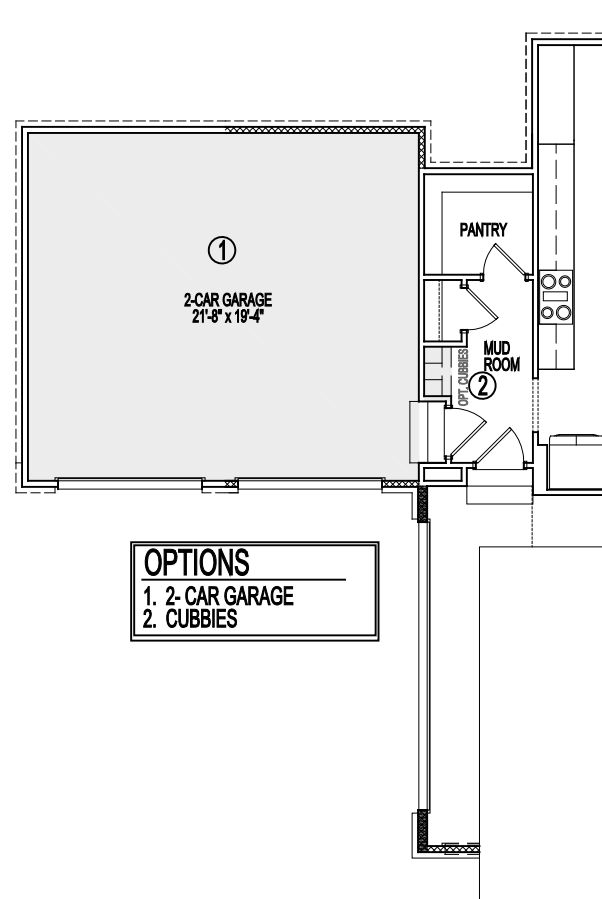 PANTRY
1
2-CAR GARAGE
21'-8" x 19'-4"
MUD
ROOM
OPT. CUBBIES
2
OPTIONS
1. 2- CAR GARAGE
2. CUBBIES